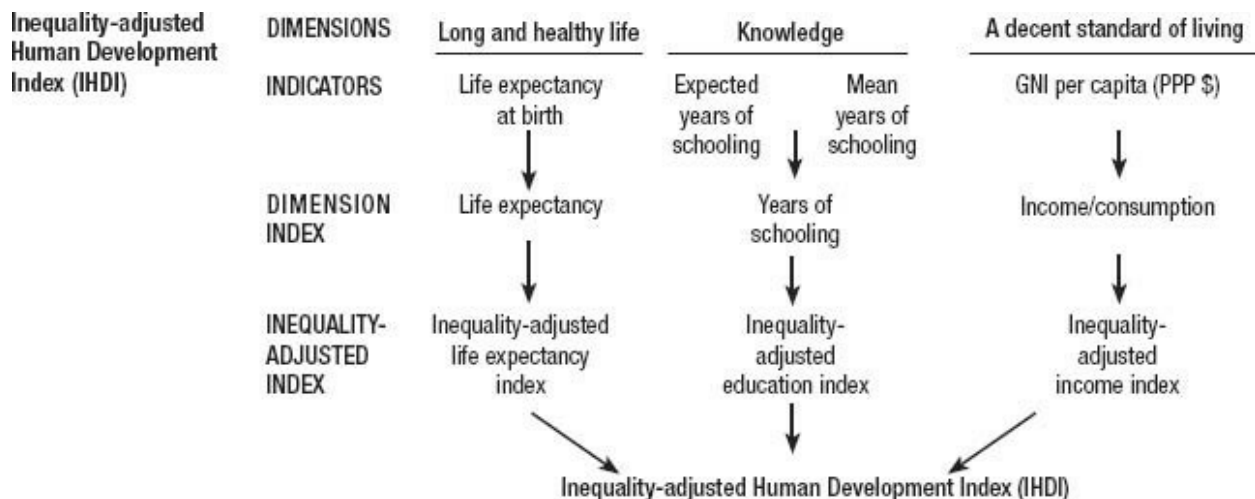 Inequality-adjusted
Human Development
Index (IHDI)
DIMENSIONS
Long and healthy life
Knowledge
A decent standard of living
INDICATORS
Life expectancy
at birth
Expected
years of
schooling
Mean
years of
schooling
GNI per capita (PPP $)
DIMENSION
INDEX
Life expectancy
Years of
schooling
Income/consumption
INEQUALITY-
ADJUSTED
INDEX
Inequality-adjusted
life expectancy
index
Inequality-
adjusted
education index
Inequality-
adjusted
income index
Inequality-adjusted Human Development Index (IHDI)